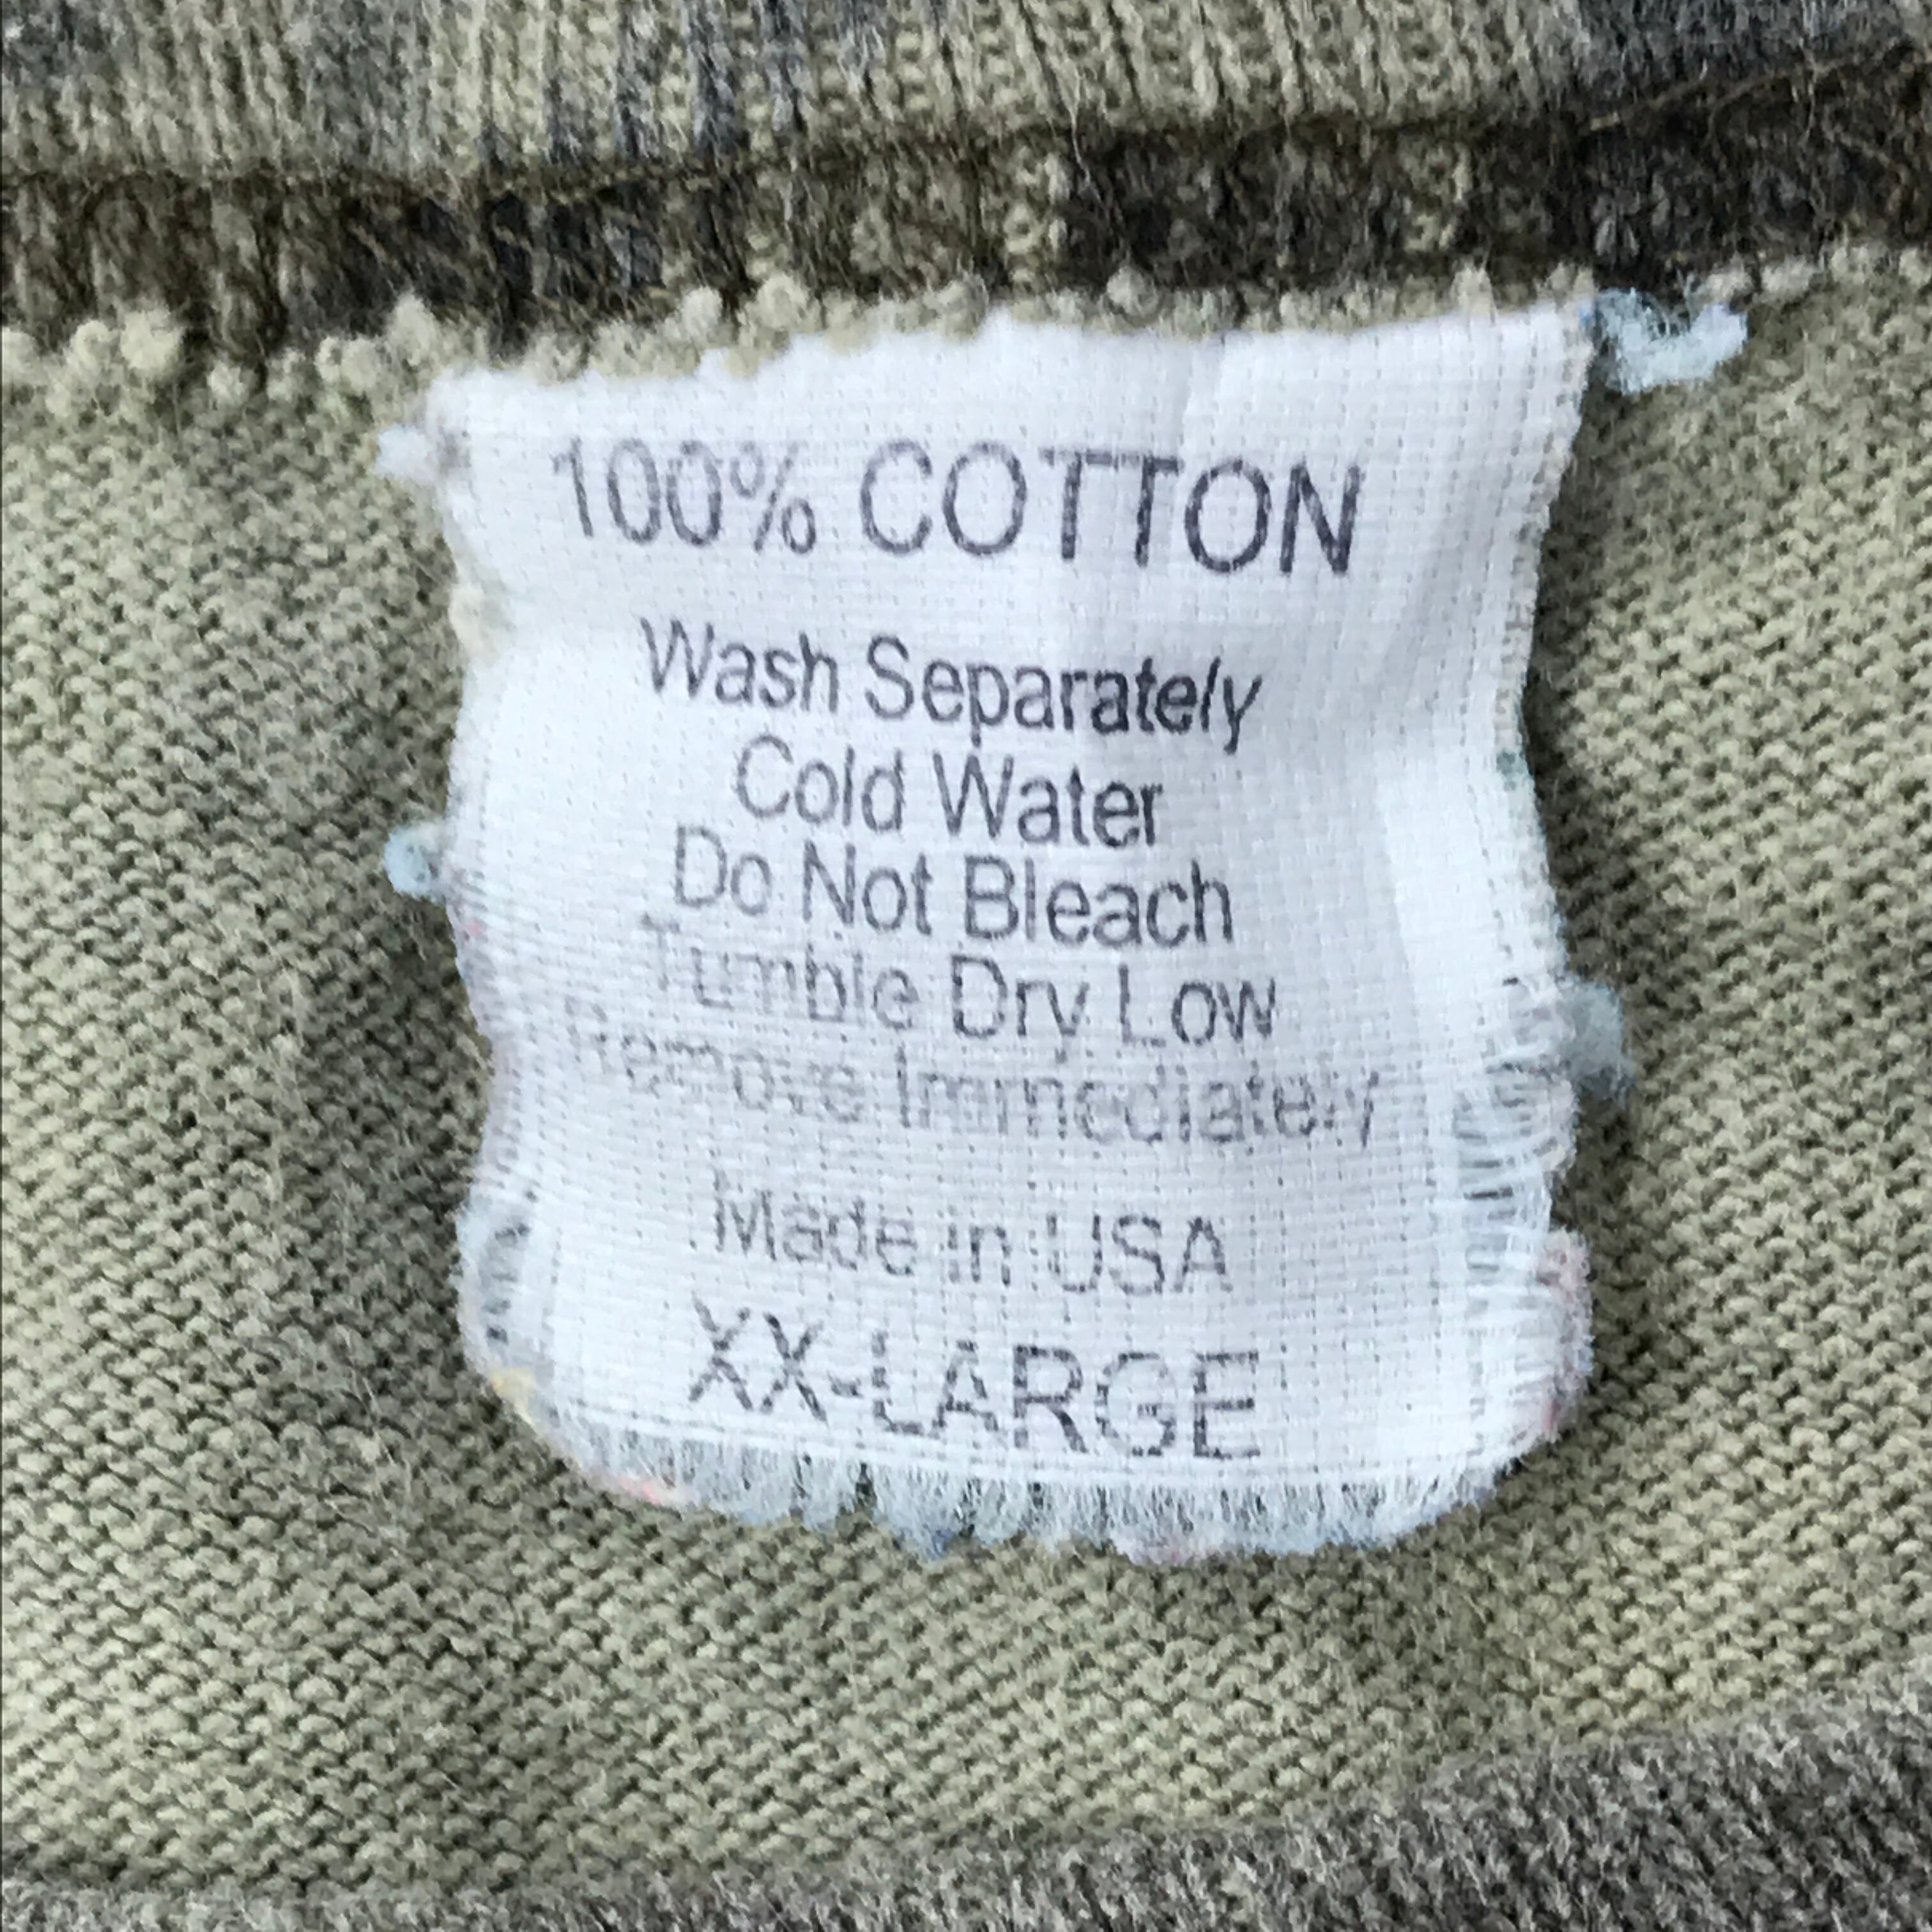 100% COTTON
Wash Separately
Cold Water
Do Not Bleach
Tumble Dry Low
Remove Immediately
Made in USA
XX-LARGE